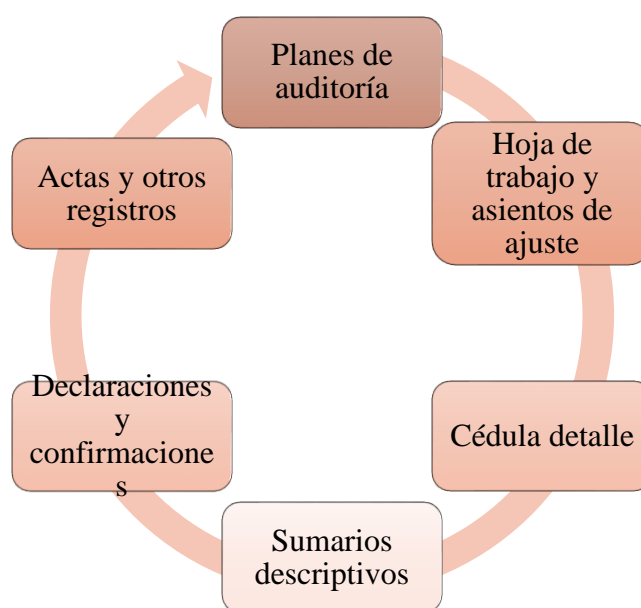 Planes de
auditoría
Hoja de
trabajo y
asientos de
ajuste
Cédula detalle
Sumarios
descriptivos
Declaraciones
y
confirmacione
s
Actas y otros
registros